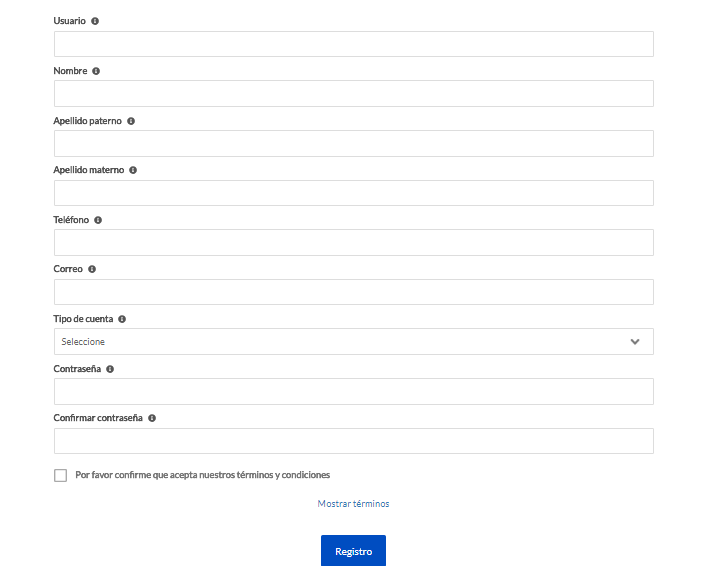 Usuario
Nombre
Apellido paterno
Apellido materno
Teléfono
Correo
Tipo de cuenta
Seleccione
Contraseña
Confirmar contraseña
Por favor confirme que acepta nuestros términos y condiciones
Mostrar términos
Registro